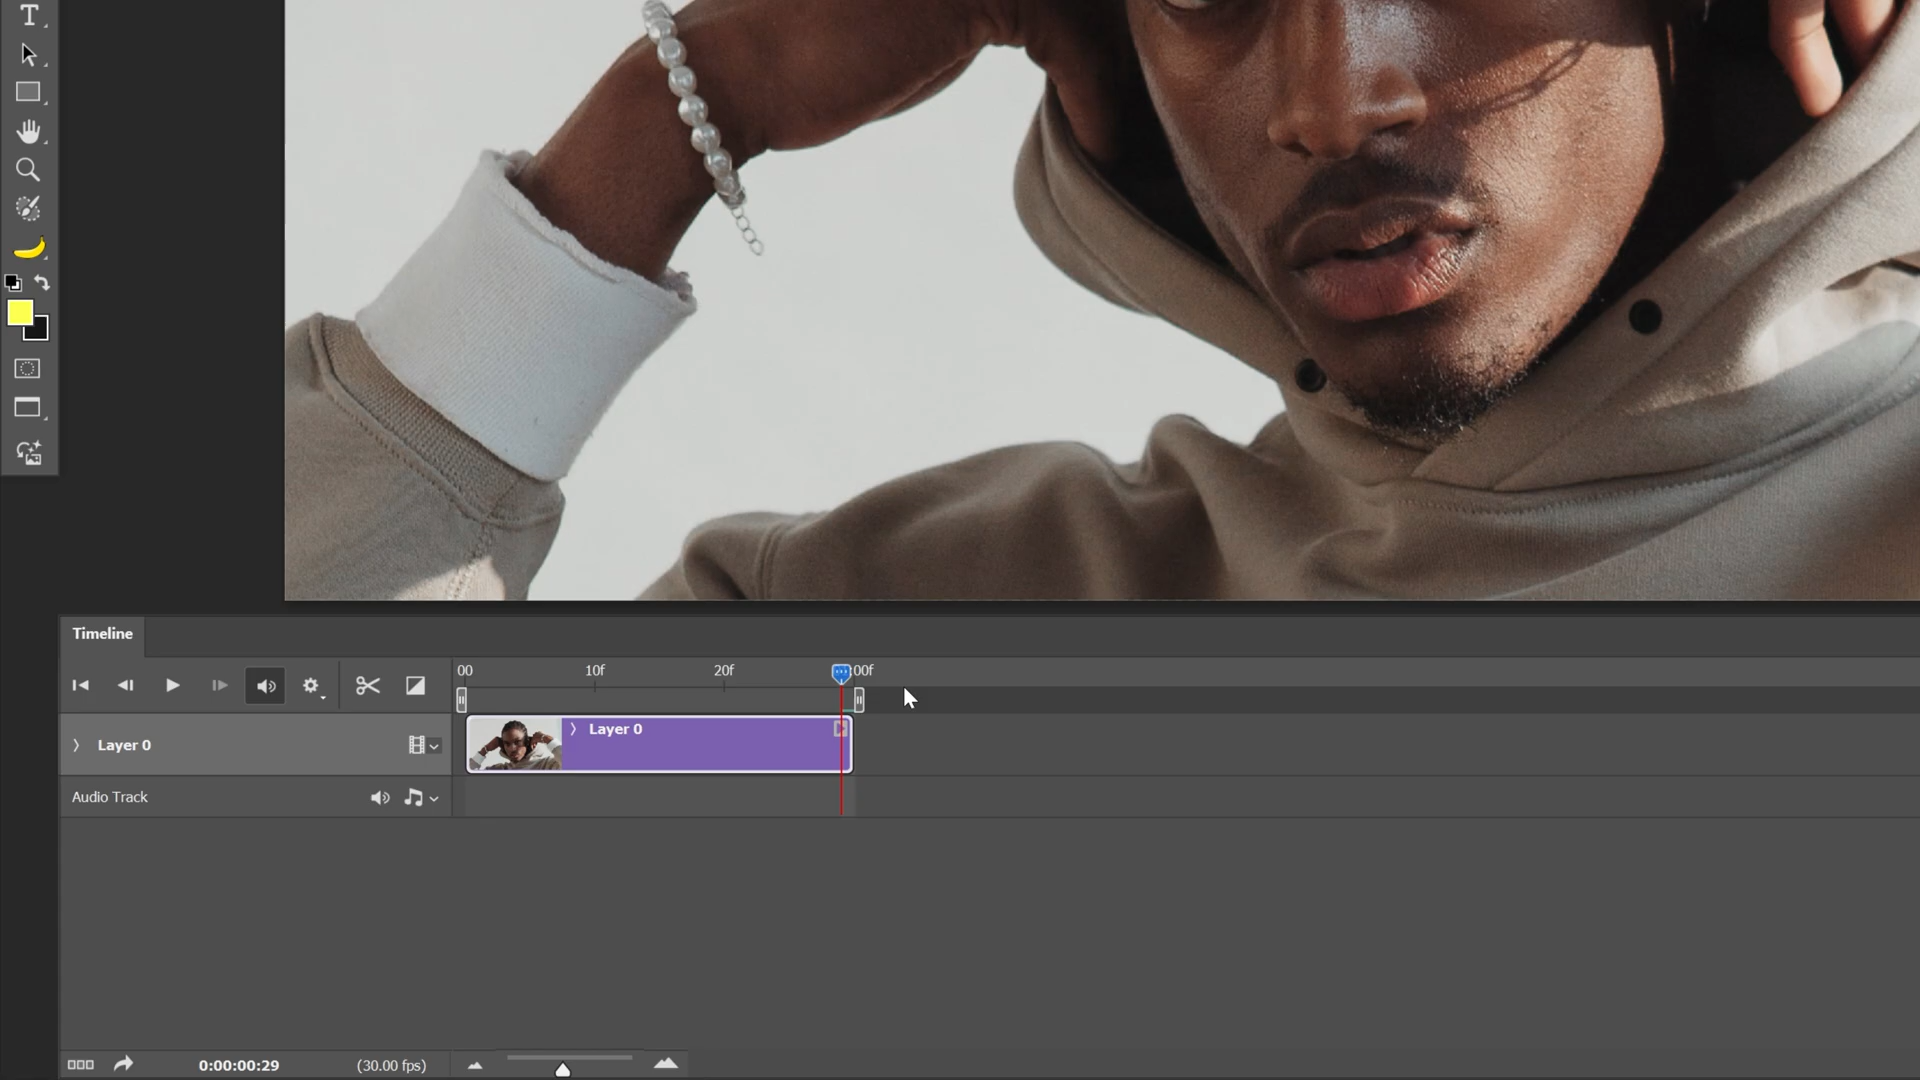 T
Timeline
00 10f 20f :00f
Layer 0
Layer 0
Audio Track
0:00:00:29 (30.00 fps)